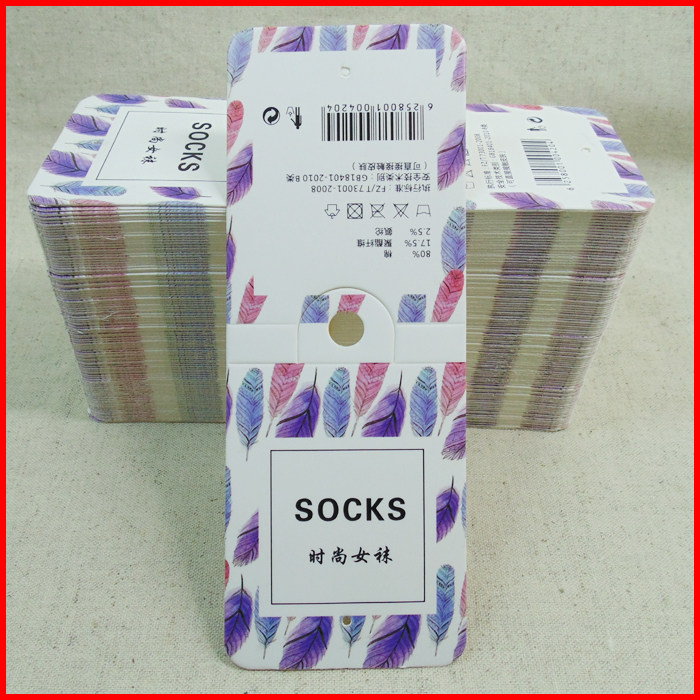 SOCKS
时尚女袜
80% 棉
17.5% 聚酯纤维
2.5% 氨纶
执行标准：FZ/T 73001-2008
安全技术类别：GB18401-2010 B类
（可直接接触皮肤）
6 258001 004204
SOCKS
时尚女袜